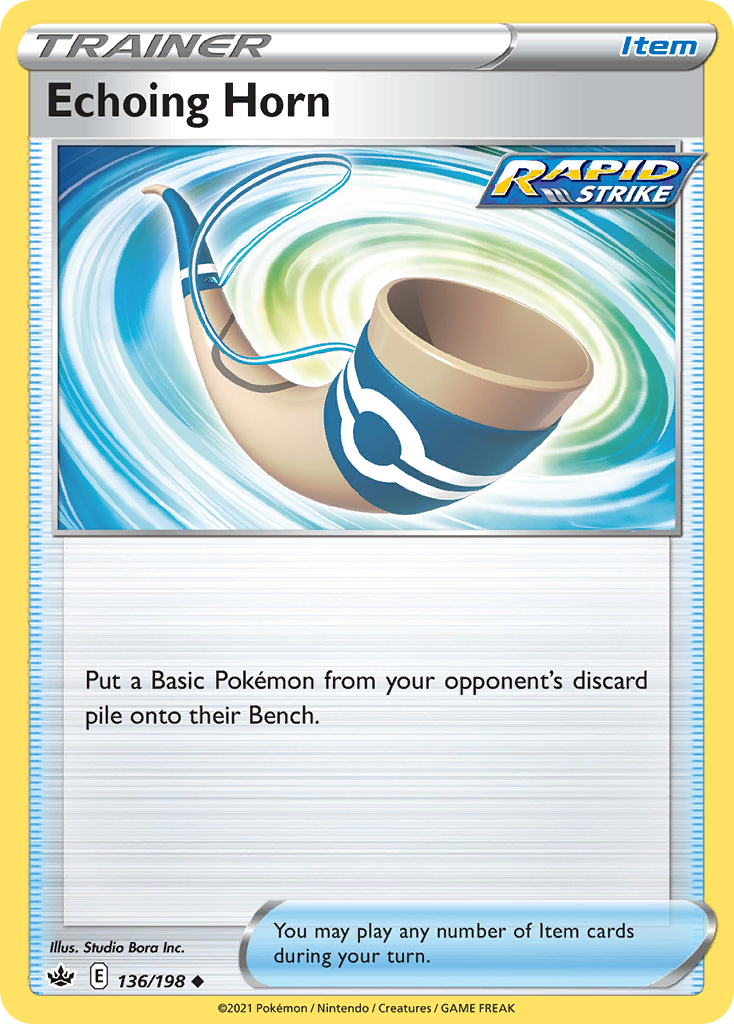 TRAINER
Item
Echoing Horn
RAPID
STRIKE
Put a Basic Pokémon from your opponent's discard
pile onto their Bench.
Illus. Studio Bora Inc.
You may play any number of Item cards
during your turn.
E
136/198
©2021 Pokémon / Nintendo / Creatures / GAME FREAK